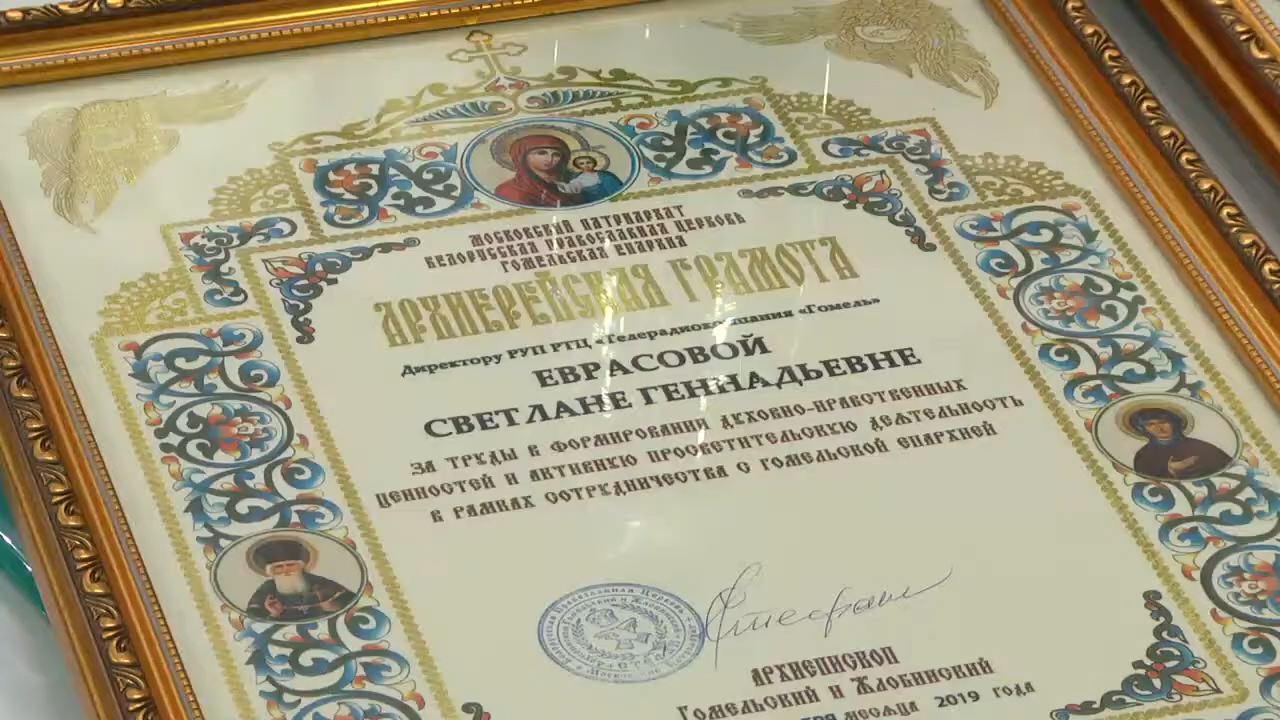 МОСКОВСКИЙ ПАТРИАРХАТ
БЕЛОРУССКАЯ ПРАВОСЛАВНАЯ ЦЕРКОВЬ
ГОМЕЛЬСКАЯ ЕПАРХИЯ
АРХИЕРЕЙСКАЯ ГРАМОТА
Директору РУП РТЦ «Телерадиокомпания «Гомель»
ЕВРАСОВОЙ
СВЕТЛАНЕ ГЕННАДЬЕВНЕ
ЗА ТРУДЫ В ФОРМИРОВАНИИ ДУХОВНО-НРАВСТВЕННЫХ
ЦЕННОСТЕЙ И АКТИВНУЮ ПРОСВЕТИТЕЛЬСКУЮ ДЕЯТЕЛЬНОСТЬ
В РАМКАХ СОТРУДНИЧЕСТВА С ГОМЕЛЬСКОЙ ЕПАРХИЕЙ
Стефан
АРХИЕПИСКОП
ГОМЕЛЬСКИЙ И ЖЛОБИНСКИЙ
МЕСЯЦА 2019 ГОДА